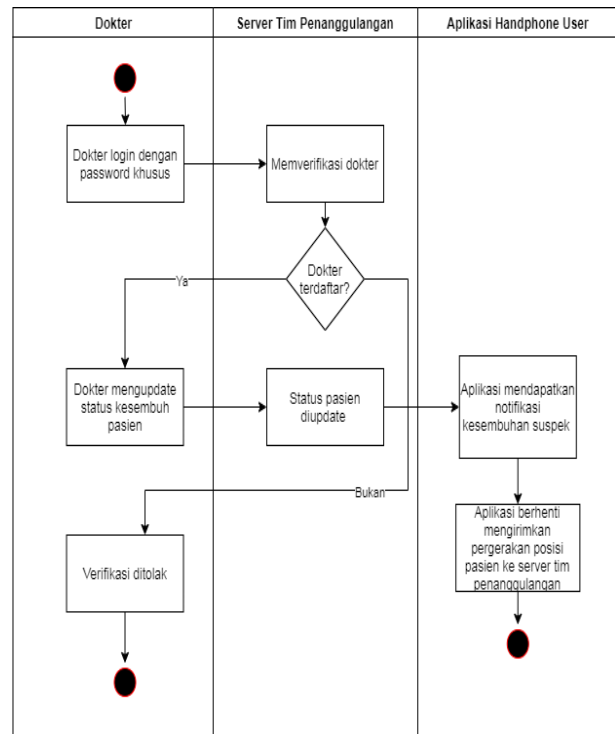 Dokter
Server Tim Penanggulangan
Aplikasi Handphone User
Dokter login dengan
password khusus
Memverifikasi dokter
Dokter
terdaftar?
Ya
Dokter mengupdate
status kesembuh
pasien
Status pasien
diupdate
Aplikasi mendapatkan
notifikasi
kesembuhan suspek
Bukan
Verifikasi ditolak
Aplikasi berhenti
mengirimkan
pergerakan posisi
pasien ke server tim
penanggulangan